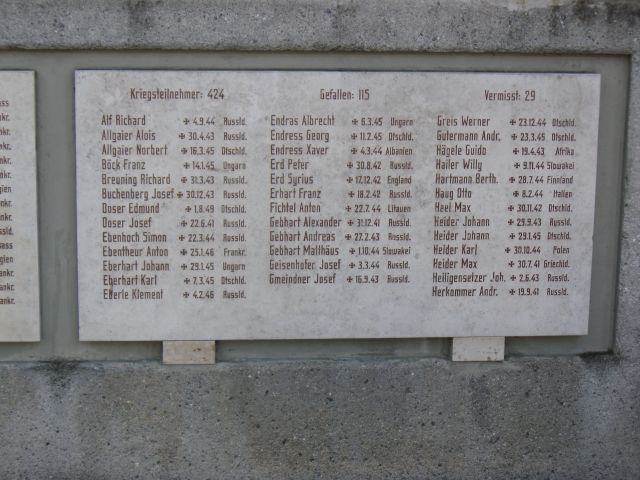 ass
Kriegsteilnehmer: 424
Alf Richard ✠ 4.9.44 Russld.
Allgaier Alois ✠ 30.4.43 Russld.
Allgaier Norbert ✠ 16.3.45 Dtschld.
Böck Franz ✠ 14.1.45 Ungarn
Breuning Richard ✠ 31.3.43 Russld.
Buchenberg Josef ✠ 30.12.43 Russld.
Doser Edmund ✠ 1.8.49 Dtschld.
Doser Josef ✠ 22.6.41 Russld.
Ebenhoch Simon ✠ 22.3.44 Russld.
Ebentheur Anton ✠ 25.1.46 Frankr.
Eberhart Johann ✠ 29.1.45 Ungarn
Eberhart Karl ✠ 7.3.45 Dtschld.
Eberle Klement ✠ 4.2.46 Russld.
Gefallen: 115
Endras Albrecht ✠ 6.3.45 Ungarn
Endress Georg ✠ 11.2.45 Dtschld.
Endress Xaver ✠ 4.3.44 Albanien
Erd Peter ✠ 30.8.42 Russld.
Erd Syrius ✠ 17.12.42 England
Erhart Franz ✠ 18.2.42 Russld.
Fichtel Anton ✠ 22.7.44 Litauen
Gebhart Alexander ✠ 31.12.41 Russld.
Gebhart Andreas ✠ 27.2.43 Russld.
Gebhart Matthäus ✠ 1.10.44 Slowakei
Geisenhofer Josef ✠ 3.3.44 Russld.
Gmeindner Josef ✠ 16.9.43 Russld.
Vermisst: 29
Greis Werner ✠ 23.12.44 Dtschld.
Gutermann Andr. ✠ 23.3.45 Dtschld.
Hägele Guido ✠ 19.4.43 Afrika
Hailer Willy ✠ 9.11.44 Slowakei
Hartmann Berth. ✠ 28.7.44 Finnland
Haug Otto ✠ 8.2.44 Italien
Heel Max ✠ 30.11.42 Dtschld.
Heider Johann ✠ 29.9.43 Russld.
Heider Johann ✠ 29.1.45 Dtschld.
Heider Karl ✠ 30.10.44 Polen
Heider Max ✠ 30.7.41 Griechld.
Heiligensetzer Joh. ✠ 2.6.43 Russld.
Herkommer Andr. ✠ 19.9.41 Russld.